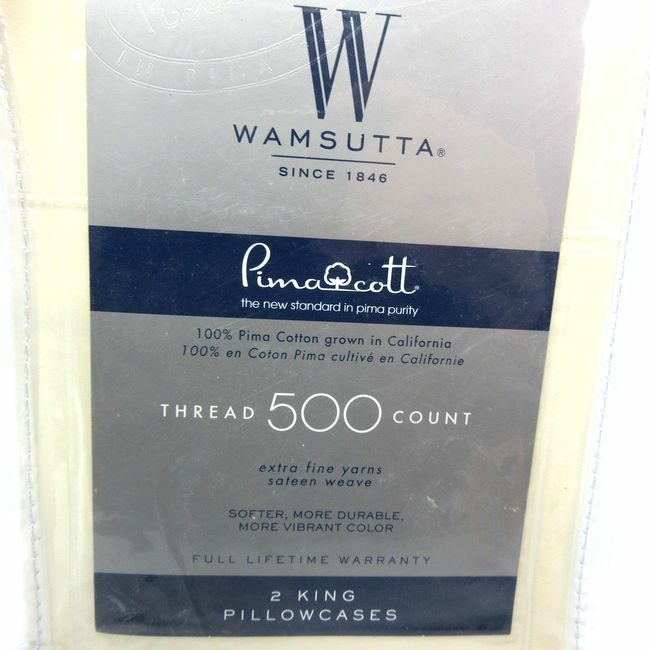 IN PIMA
W
WAMSUTTA®
SINCE 1846
Pimacott®
the new standard in pima purity
100% Pima Cotton grown in California
100% en Coton Pima cultivé en Californie
THREAD 500 COUNT
extra fine yarns
sateen weave
SOFTER, MORE DURABLE,
MORE VIBRANT COLOR
FULL LIFETIME WARRANTY
2 KING
PILLOWCASES